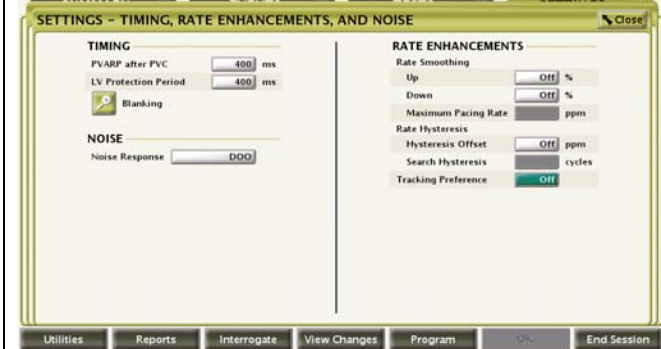 SETTINGS - TIMING, RATE ENHANCEMENTS, AND NOISE
Close
TIMING
PVARP after PVC 400 ms
LV Protection Period 400 ms
Blanking
NOISE
Noise Response DOO
RATE ENHANCEMENTS
Rate Smoothing
Up Off %
Down Off %
Maximum Pacing Rate ppm
Rate Hysteresis
Hysteresis Offset Off ppm
Search Hysteresis cycles
Tracking Preference Off
Utilities Reports Interrogate View Changes Program End Session